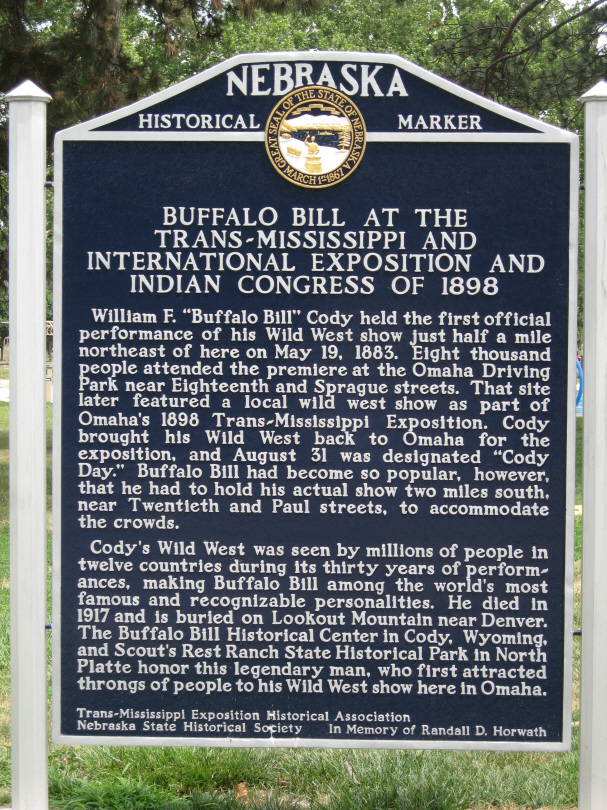 NEBRASKA
HISTORICAL MARKER
GREAT SEAL OF THE STATE OF NEBRASKA
MARCH 1ST 1867
BUFFALO BILL AT THE
TRANS-MISSISSIPPI AND
INTERNATIONAL EXPOSITION AND
INDIAN CONGRESS OF 1898
William F. "Buffalo Bill" Cody held the first official
performance of his Wild West show just half a mile
northeast of here on May 19, 1883. Eight thousand
people attended the premiere at the Omaha Driving
Park near Eighteenth and Sprague streets. That site
later featured a local wild west show as part of
Omaha's 1898 Trans-Mississippi Exposition. Cody
brought his Wild West back to Omaha for the
exposition, and August 31 was designated "Cody
Day." Buffalo Bill had become so popular, however,
that he had to hold his actual show two miles south,
near Twentieth and Paul streets, to accommodate
the crowds.
Cody's Wild West was seen by millions of people in
twelve countries during its thirty years of perform-
ances, making Buffalo Bill among the world's most
famous and recognizable personalities. He died in
1917 and is buried on Lookout Mountain near Denver.
The Buffalo Bill Historical Center in Cody, Wyoming,
and Scout's Rest Ranch State Historical Park in North
Platte honor this legendary man, who first attracted
throngs of people to his Wild West show here in Omaha.
Trans-Mississippi Exposition Historical Association
Nebraska State Historical Society In Memory of Randall D. Horwath